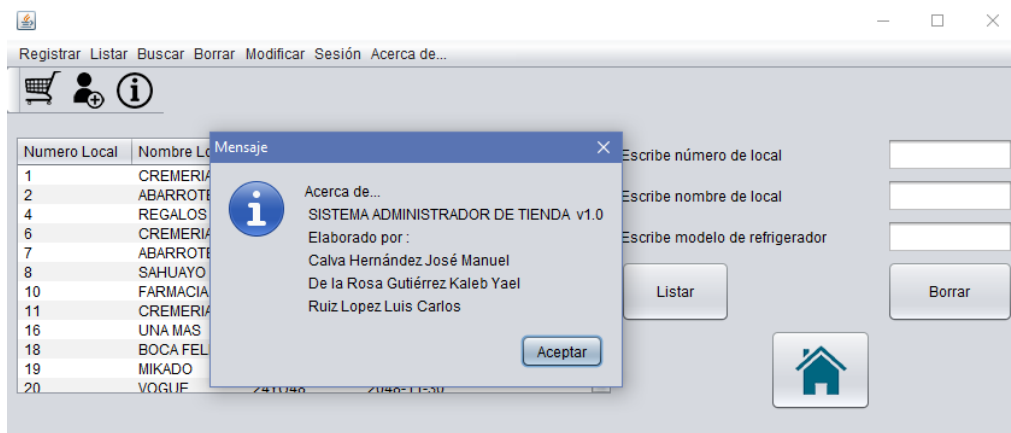 Registrar Listar Buscar Borrar Modificar Sesión Acerca de...
Numero Local Nombre Lo
Mensaje
Escribe número de local
Escribe nombre de local
Escribe modelo de refrigerador
1 CREMERIA
2 ABARROTE
4 REGALOS
6 CREMERIA
7 ABARROTE
8 SAHUAYO
10 FARMACIA
11 CREMERIA
16 UNA MAS
18 BOCA FEL
19 MIKADO
20 VOGUE 2048-11-30
Acerca de...
SISTEMA ADMINISTRADOR DE TIENDA v1.0
Elaborado por :
Calva Hernández José Manuel
De la Rosa Gutiérrez Kaleb Yael
Ruiz Lopez Luis Carlos
Aceptar
Listar
Borrar